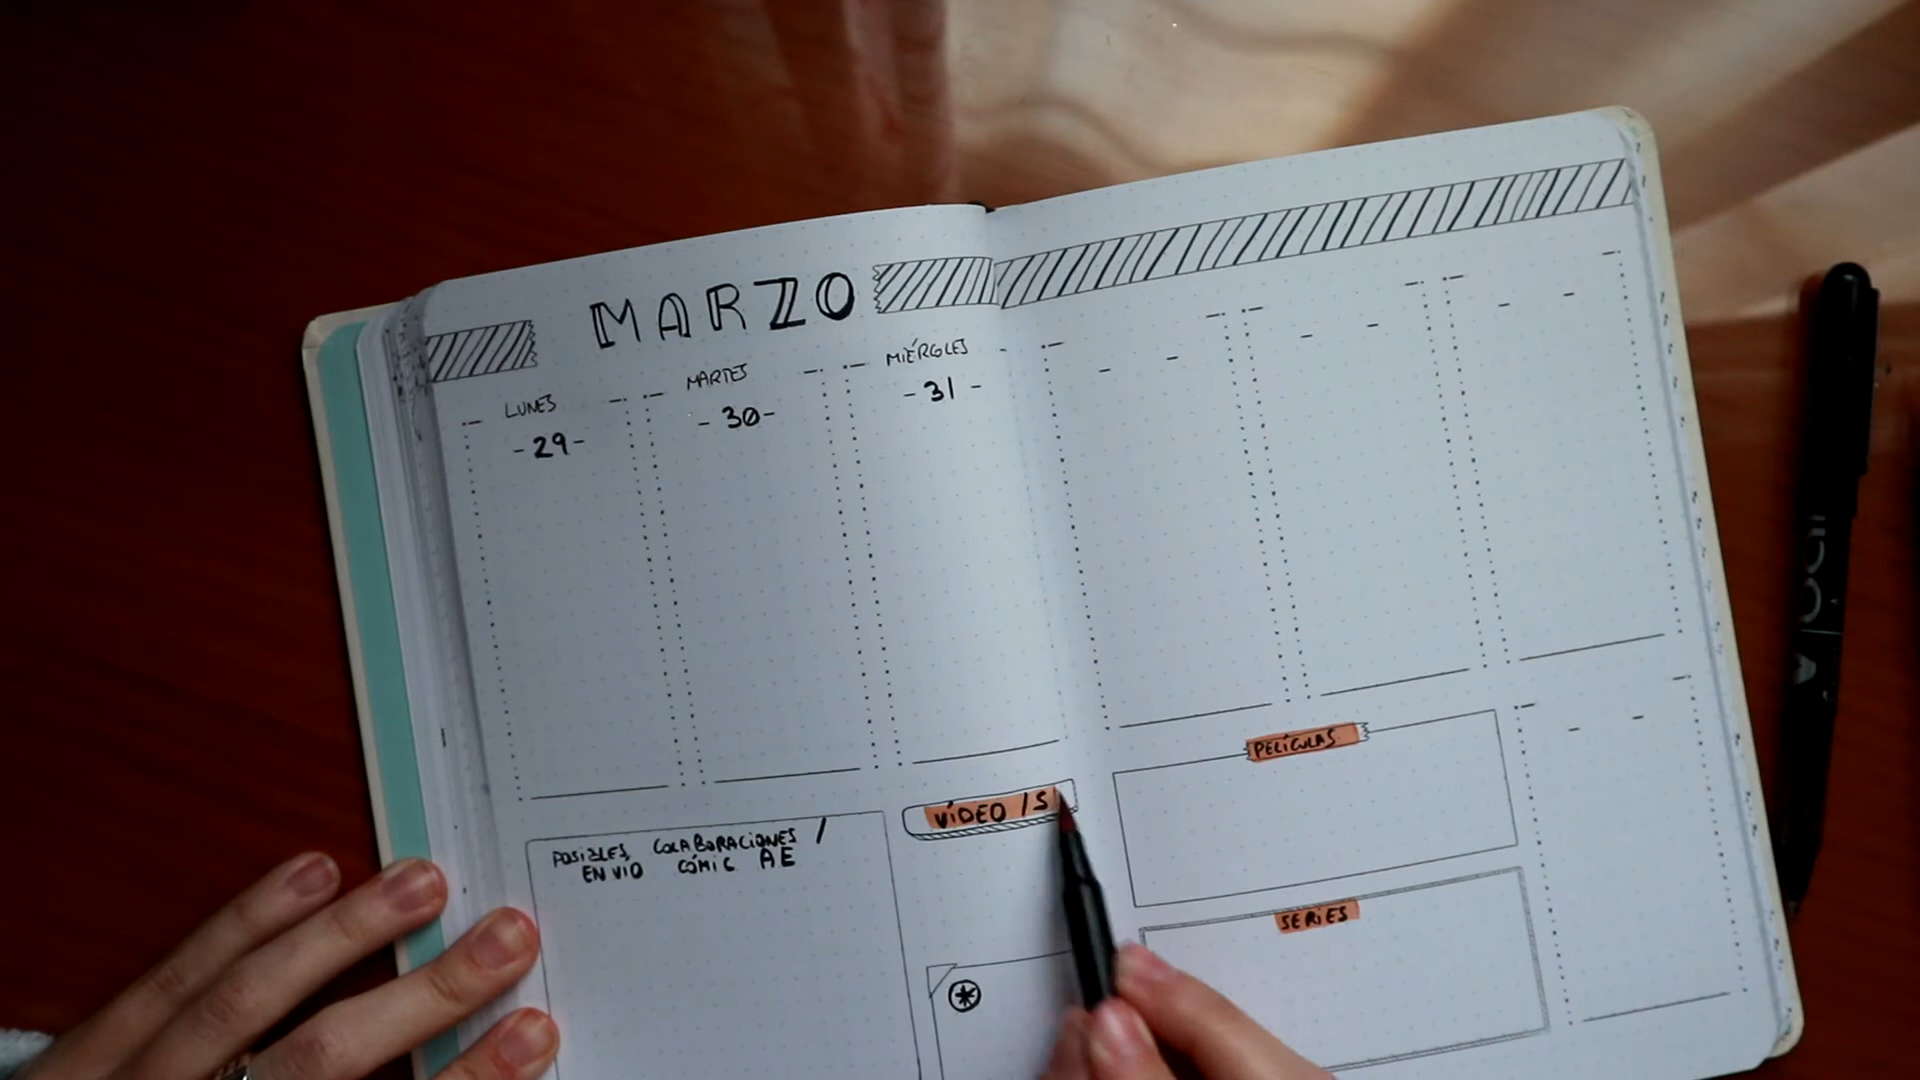 MARZO
LUNES
-29-
MARTES
-30-
MIÉRCOLES
-31-
POSIBLES COLABORACIONES /
ENVIO CÓMIC AE
VÍDEO /S
PELÍCULAS
SERIES